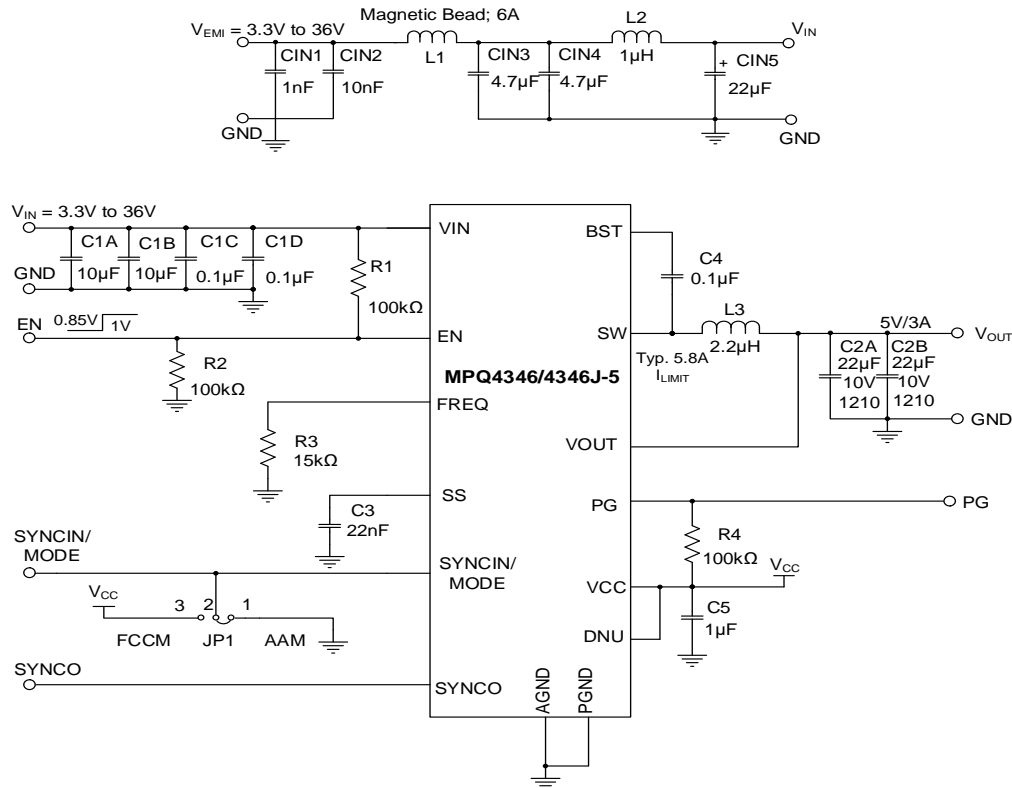 Magnetic Bead; 6A
VEMI = 3.3V to 36V
L1
L2
1µH
VIN
CIN1
1nF
CIN2
10nF
CIN3
4.7µF
CIN4
4.7µF
+ CIN5
22µF
GND
GND
VIN = 3.3V to 36V
C1A
10µF
C1B
10µF
C1C
0.1µF
C1D
0.1µF
GND
R1
100kΩ
EN
0.85V
1V
R2
100kΩ
R3
15kΩ
C3
22nF
SYNCIN/
MODE
VCC
3 2 1
FCCM JP1 AAM
SYNCO
VIN
EN
MPQ4346/4346J-5
FREQ
SS
SYNCIN/
MODE
SYNCO
BST
SW
VOUT
PG
VCC
DNU
AGND
PGND
C4
0.1µF
L3
2.2µH
Typ. 5.8A
ILIMIT
5V/3A
VOUT
C2A
22µF
10V
1210
C2B
22µF
10V
1210
GND
PG
R4
100kΩ
VCC
C5
1µF